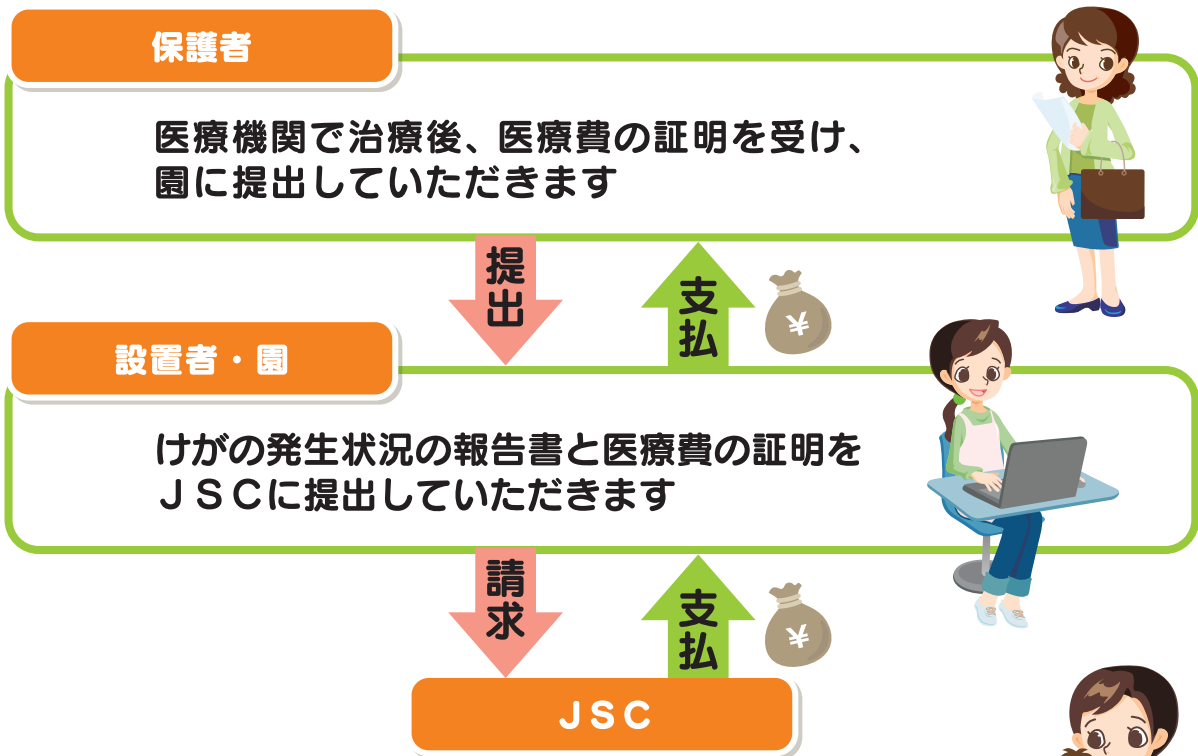 保護者
医療機関で治療後、医療費の証明を受け、
園に提出していただきます
提出
支払
¥
設置者・園
けがの発生状況の報告書と医療費の証明を
ＪＳＣに提出していただきます
請求
支払
¥
ＪＳＣ